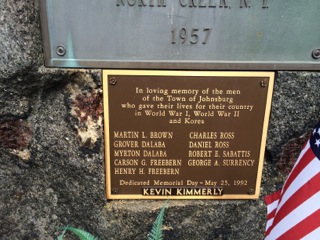 NORTH CREEK, N. Y
1957
In loving memory of the men
of the Town of Johnsburg
who gave their lives for their country
in World War I, World War II
and Korea
MARTIN L. BROWN
GROVER DALABA
MYRTON DALABA
CARSON G. FREEBERN
HENRY H. FREEBERN
CHARLES ROSS
DANIEL ROSS
ROBERT E. SABATTIS
GEORGE A. SURRENCY
Dedicated Memorial Day - May 25, 1992
KEVIN KIMMERLY